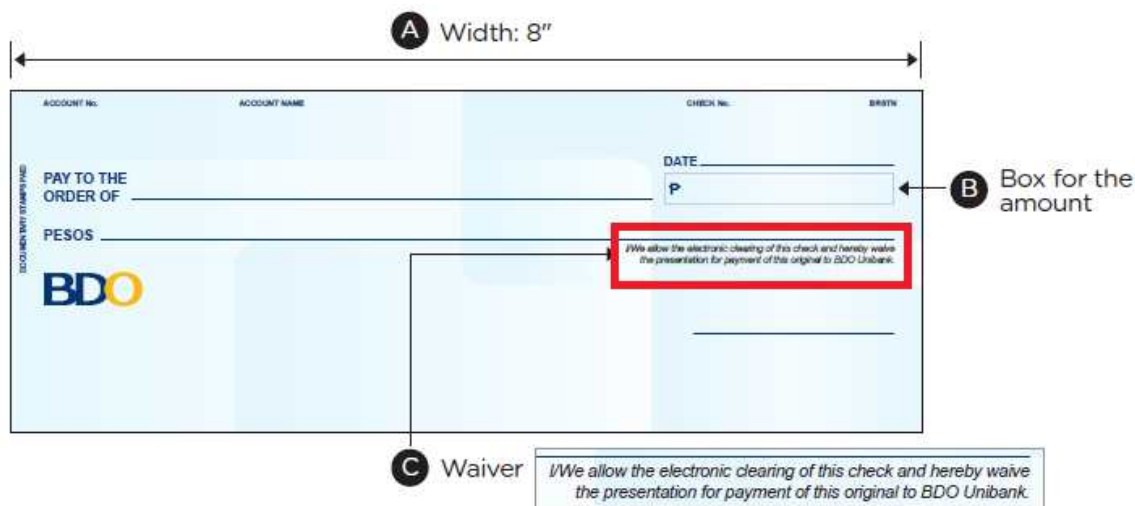 A Width: 8"
ACCOUNT No. ACCOUNT NAME CHECK No. BRSTN
DOCUMENTARY STAMPS PAID
DATE
PAY TO THE
ORDER OF
₱
B Box for the
amount
PESOS
I/We allow the electronic clearing of this check and hereby waive
the presentation for payment of this original to BDO Unibank.
BDO
C Waiver
I/We allow the electronic clearing of this check and hereby waive
the presentation for payment of this original to BDO Unibank.